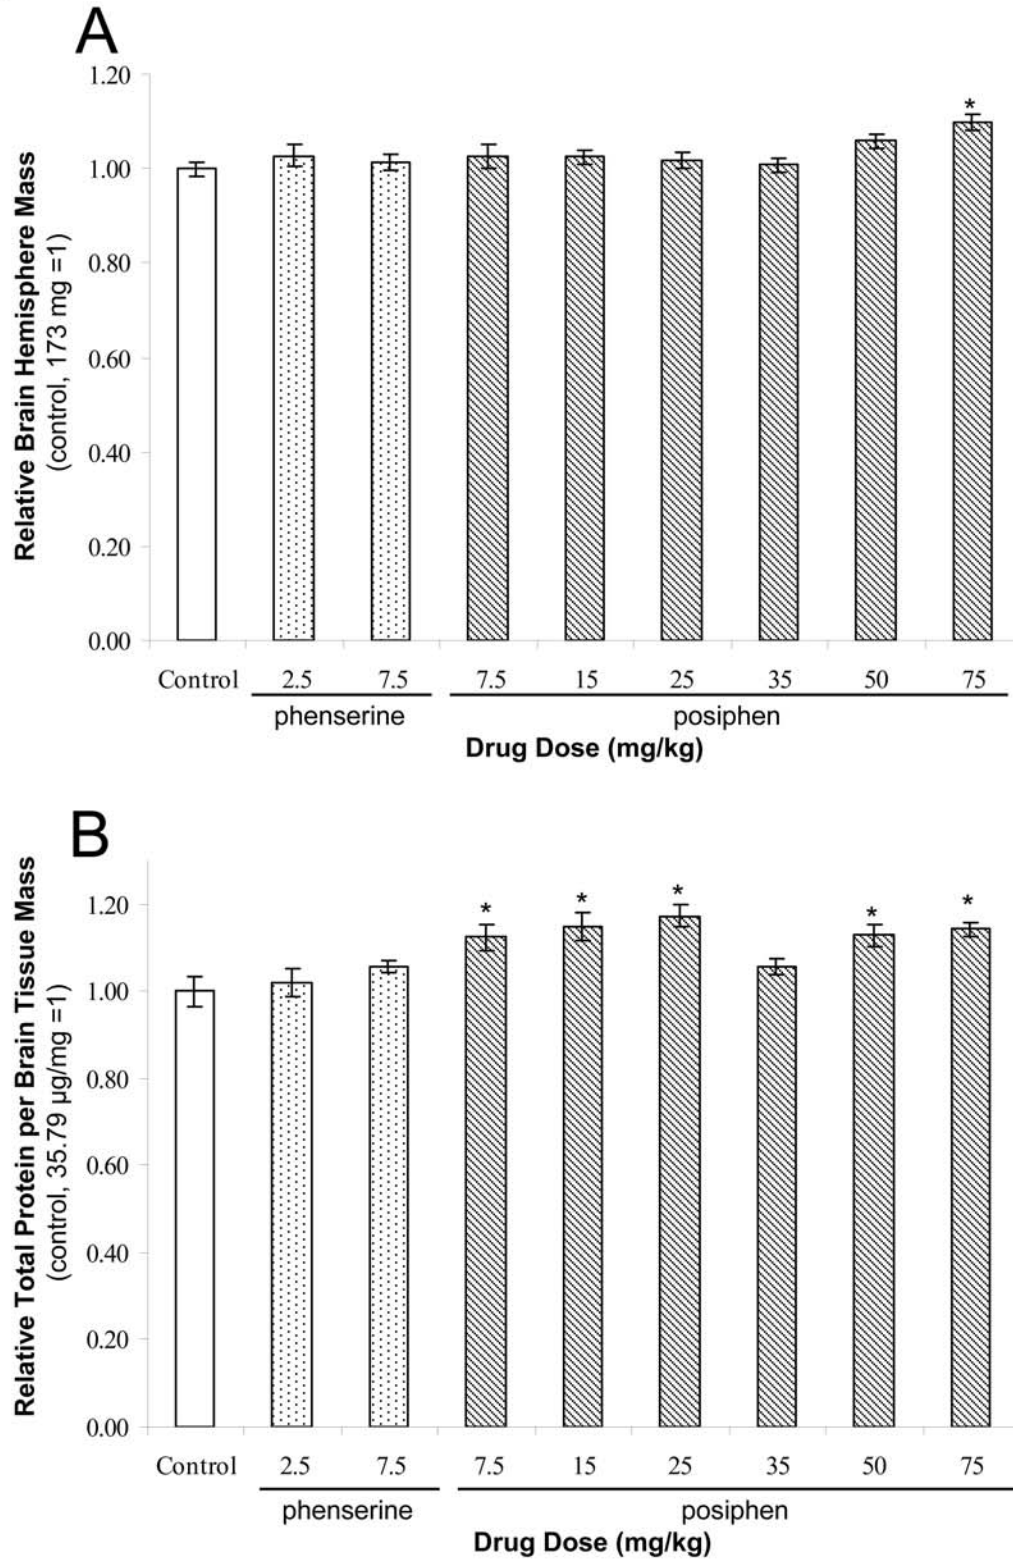 A
Relative Brain Hemisphere Mass
(control, 173 mg =1)
1.20
1.00
0.80
0.60
0.40
0.20
0.00
*
Control 2.5 7.5 7.5 15 25 35 50 75
phenserine posiphen
Drug Dose (mg/kg)
B
Relative Total Protein per Brain Tissue Mass
(control, 35.79 µg/mg =1)
1.20
1.00
0.80
0.60
0.40
0.20
0.00
* * * * *
Control 2.5 7.5 7.5 15 25 35 50 75
phenserine posiphen
Drug Dose (mg/kg)